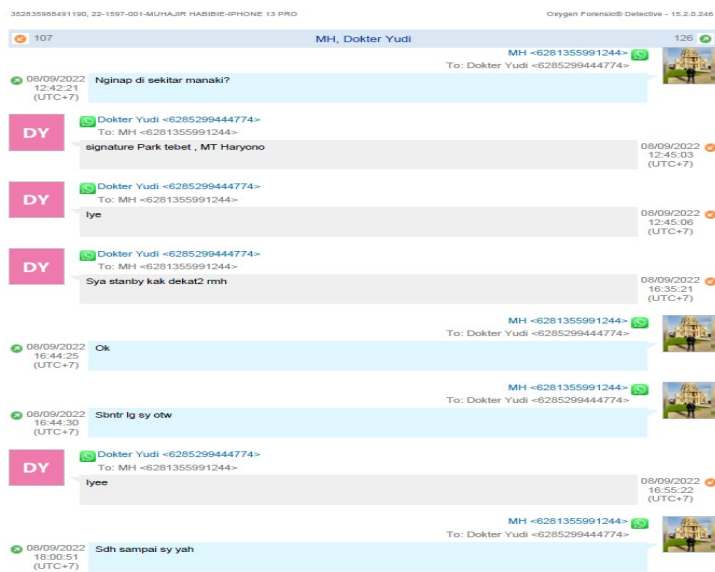 352835988491190, 22-1597-001-MUHAJIR HABIBIE-IPHONE 13 PRO
Oxygen Forensic® Detective - 15.2.0.246
107
MH, Dokter Yudi
126
MH <6281355991244>
To: Dokter Yudi <6285299444774>
08/09/2022
12:42:21
(UTC+7)
Nginap di sekitar manaki?
DY
Dokter Yudi <6285299444774>
To: MH <6281355991244>
signature Park tebet , MT Haryono
08/09/2022
12:45:03
(UTC+7)
DY
Dokter Yudi <6285299444774>
To: MH <6281355991244>
Iye
08/09/2022
12:45:06
(UTC+7)
DY
Dokter Yudi <6285299444774>
To: MH <6281355991244>
Sya stanby kak dekat2 rmh
08/09/2022
16:35:21
(UTC+7)
MH <6281355991244>
To: Dokter Yudi <6285299444774>
08/09/2022
16:44:25
(UTC+7)
Ok
MH <6281355991244>
To: Dokter Yudi <6285299444774>
08/09/2022
16:44:30
(UTC+7)
Sbntr lg sy otw
DY
Dokter Yudi <6285299444774>
To: MH <6281355991244>
Iyee
08/09/2022
16:55:22
(UTC+7)
MH <6281355991244>
To: Dokter Yudi <6285299444774>
08/09/2022
18:00:51
(UTC+7)
Sdh sampai sy yah